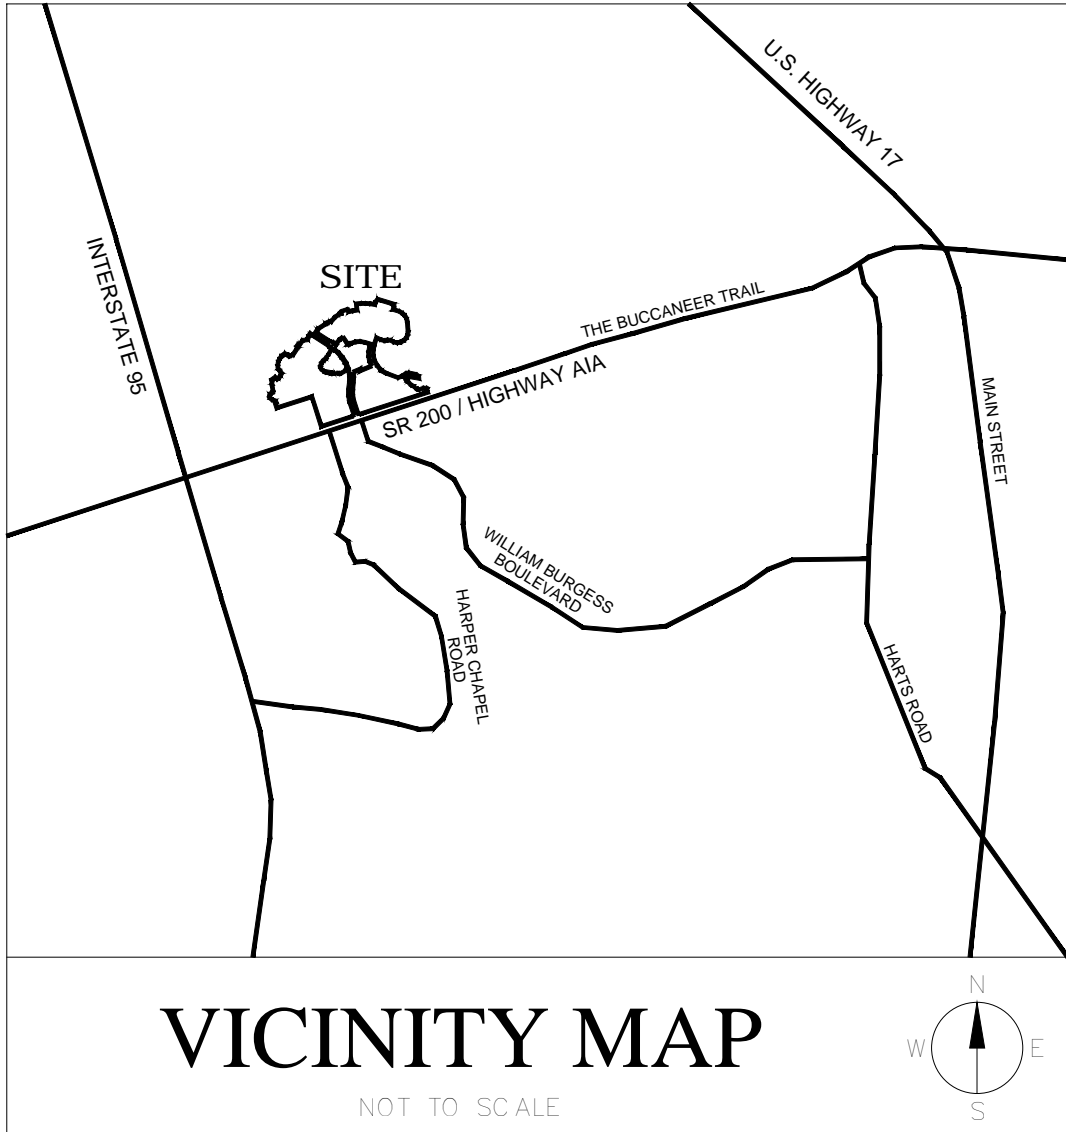 U.S. HIGHWAY 17
INTERSTATE 95
SITE
THE BUCCANEER TRAIL
SR 200 / HIGHWAY AIA
MAIN STREET
WILLIAM BURGESS
BOULEVARD
HARPER CHAPEL
ROAD
HARTS ROAD
VICINITY MAP
NOT TO SCALE
N
W
E
S